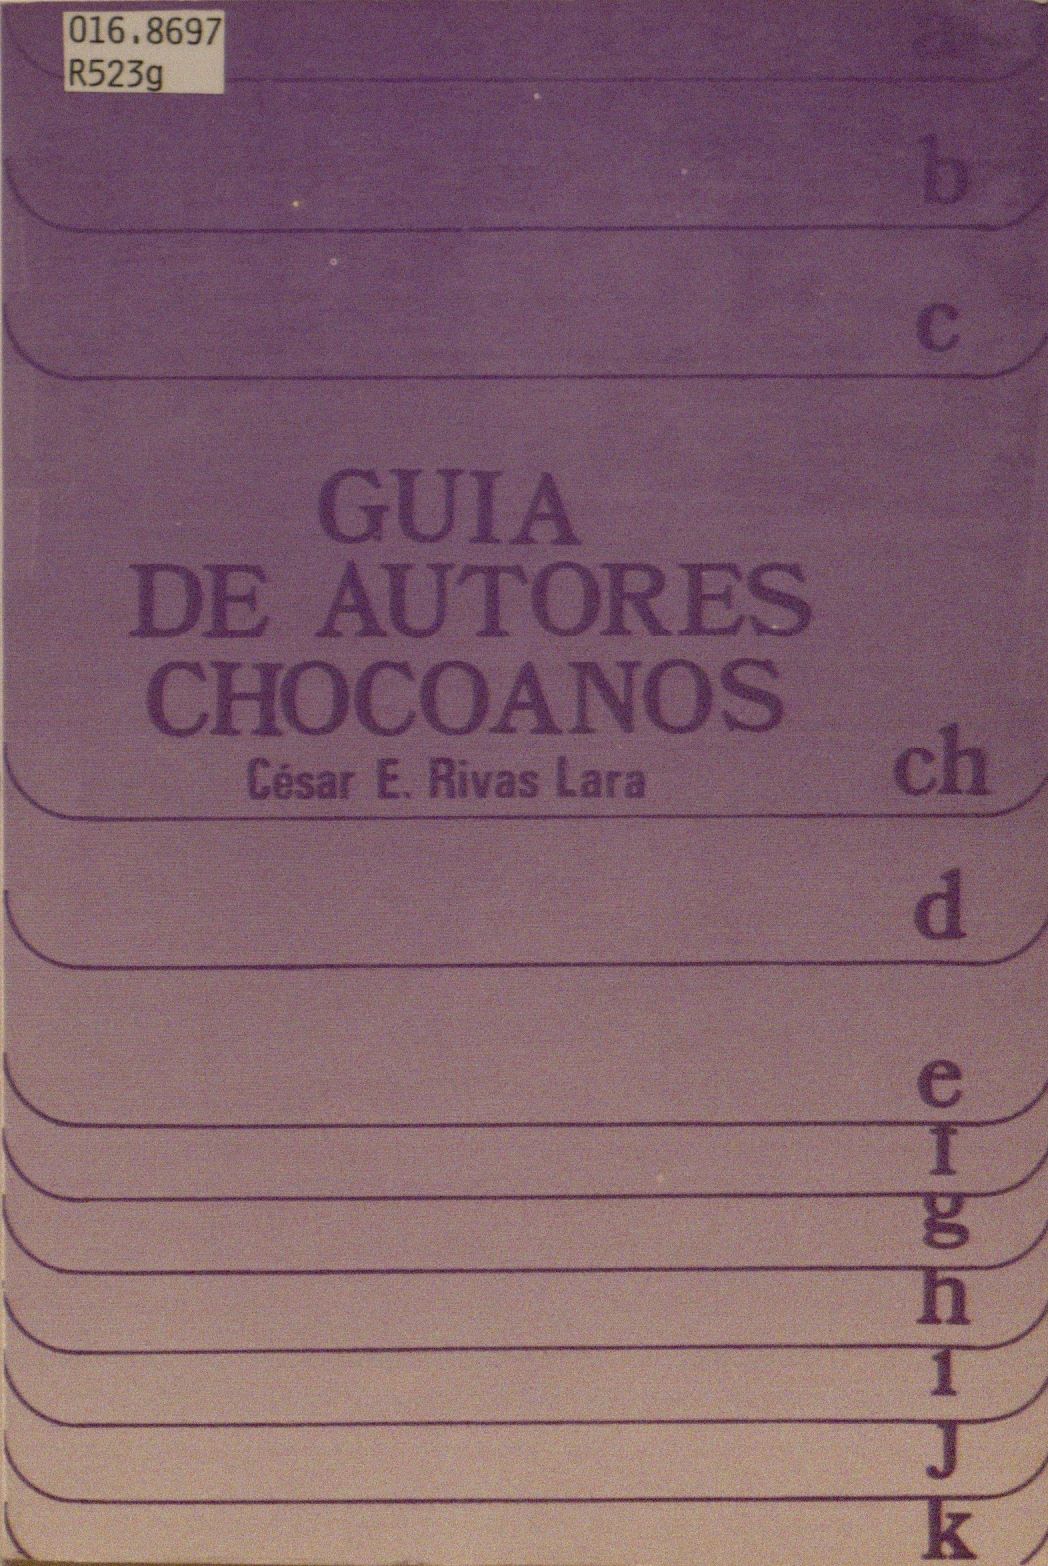 016.8697
R523g
a
b
c
GUIA
DE AUTORES
CHOCOANOS
César E. Rivas Lara
ch
d
e
f
g
h
i
j
k